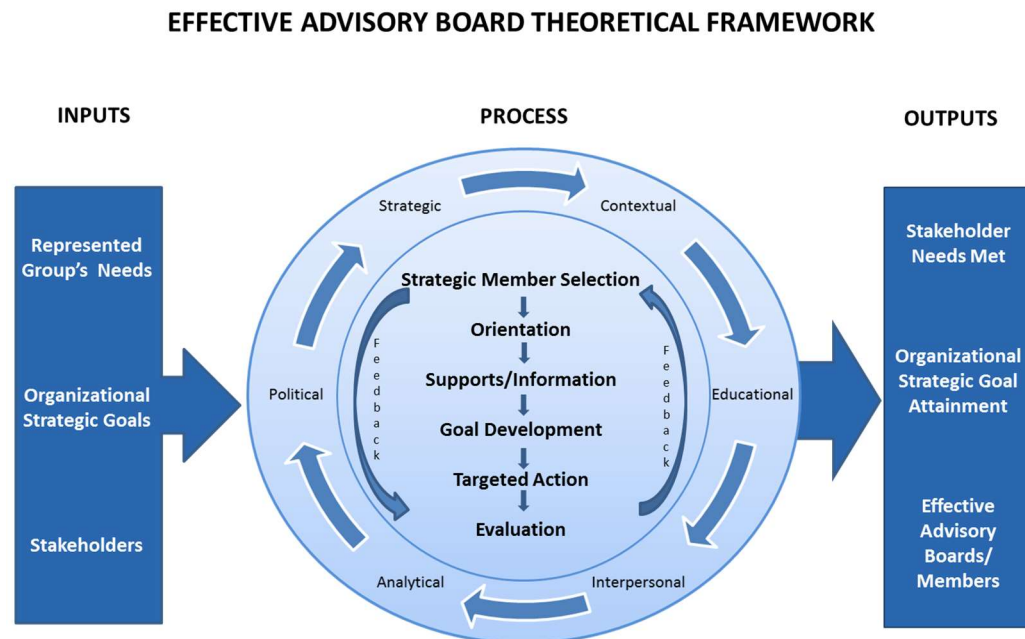 EFFECTIVE ADVISORY BOARD THEORETICAL FRAMEWORK
INPUTS
PROCESS
OUTPUTS
Represented
Group's Needs
Organizational
Strategic Goals
Stakeholders
Strategic
Contextual
Educational
Interpersonal
Analytical
Political
Strategic Member Selection
Orientation
Supports/Information
Goal Development
Targeted Action
Evaluation
Feedback
Feedback
Stakeholder
Needs Met
Organizational
Strategic Goal
Attainment
Effective
Advisory
Boards/
Members